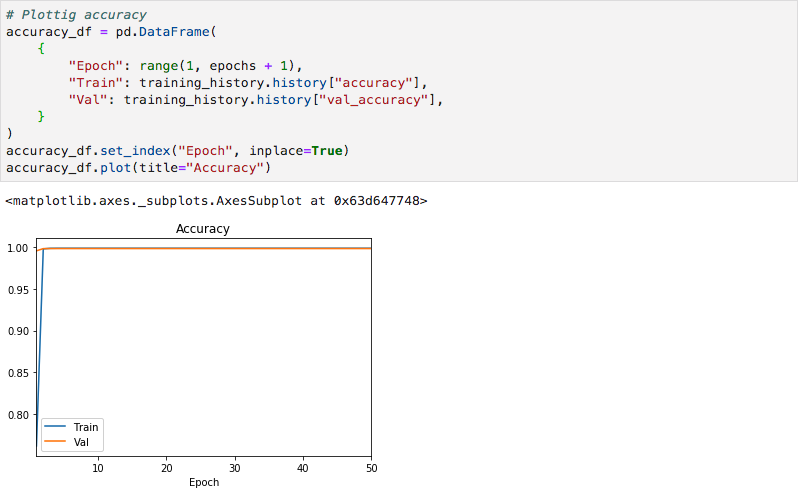 # Plottig accuracy
accuracy_df = pd.DataFrame(
{
"Epoch": range(1, epochs + 1),
"Train": training_history.history["accuracy"],
"Val": training_history.history["val_accuracy"],
}
)
accuracy_df.set_index("Epoch", inplace=True)
accuracy_df.plot(title="Accuracy")
<matplotlib.axes._subplots.AxesSubplot at 0x63d647748>
Accuracy
1.00
0.95
0.90
0.85
0.80
Train
Val
10 20 30 40 50
Epoch